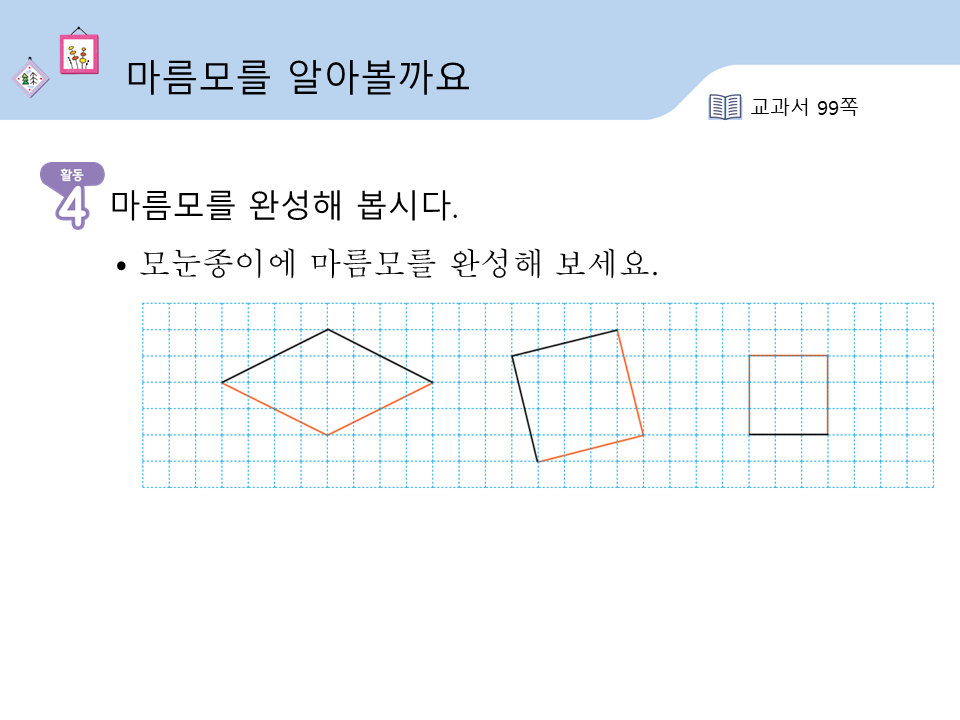 마름모를 알아볼까요
교과서 99쪽
활동
4 마름모를 완성해 봅시다.
• 모눈종이에 마름모를 완성해 보세요.